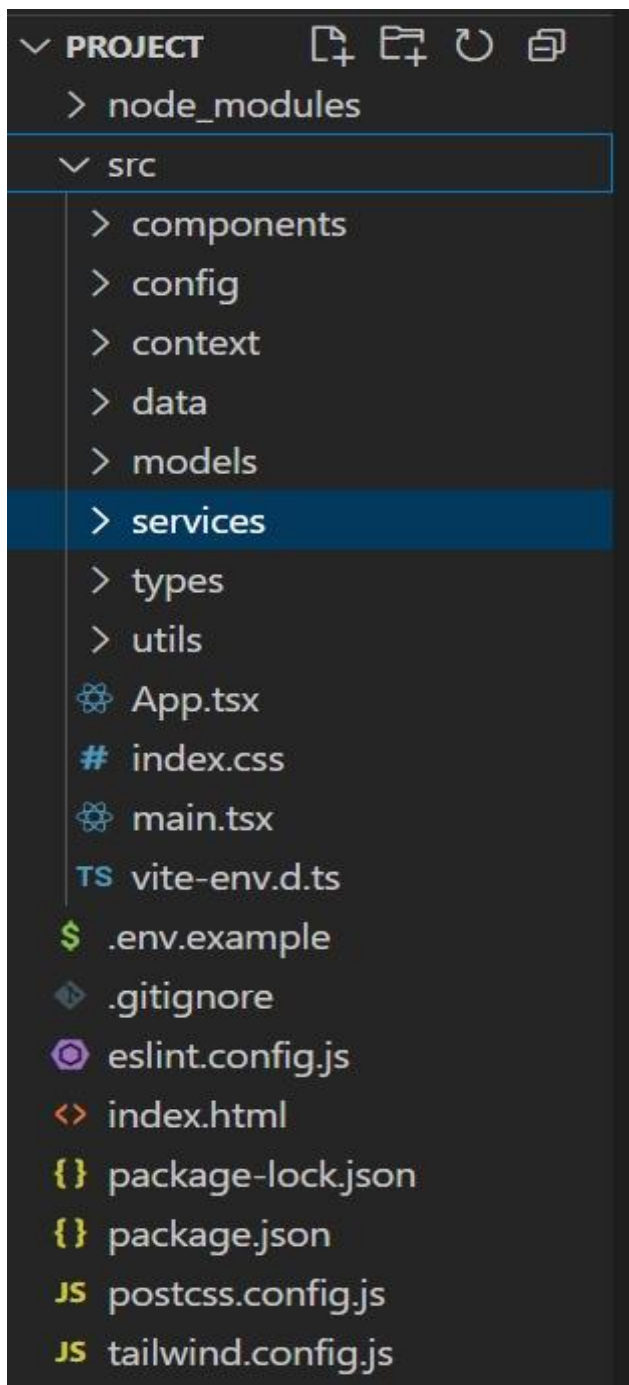 PROJECT
node_modules
src
components
config
context
data
models
services
types
utils
App.tsx
# index.css
main.tsx
TS vite-env.d.ts
$ .env.example
.gitignore
eslint.config.js
<> index.html
{} package-lock.json
{} package.json
JS postcss.config.js
JS tailwind.config.js